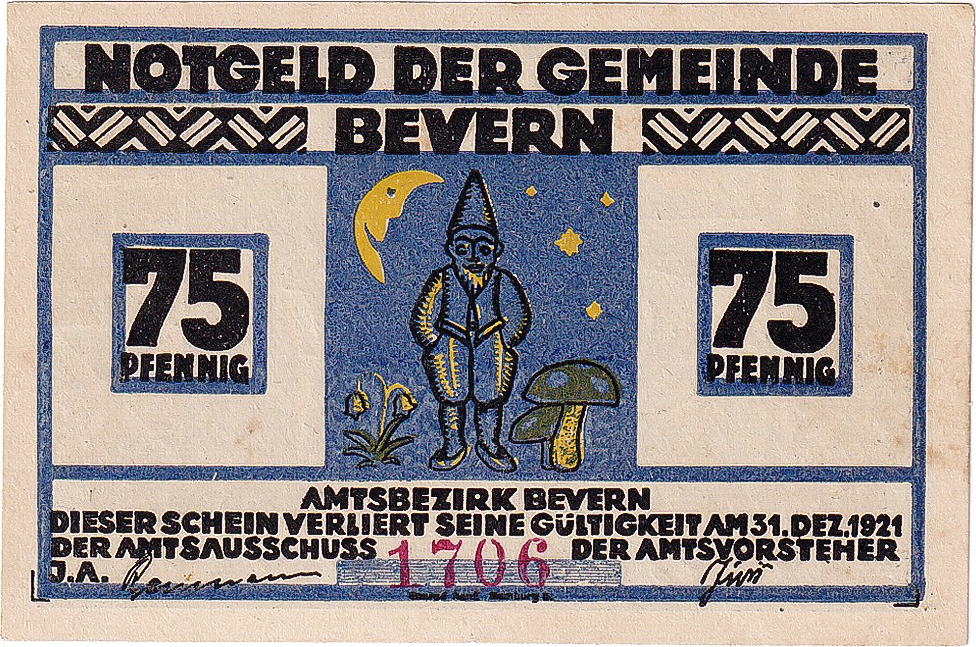 NOTGELD DER GEMEINDE
BEVERN
75
PFENNIG
75
PFENNIG
AMTSBEZIRK BEVERN
DIESER SCHEIN VERLIERT SEINE GÜLTIGKEIT AM 31. DEZ. 1921
DER AMTSAUSSCHUSS 1706 DER AMTSVORSTEHER
J.A.